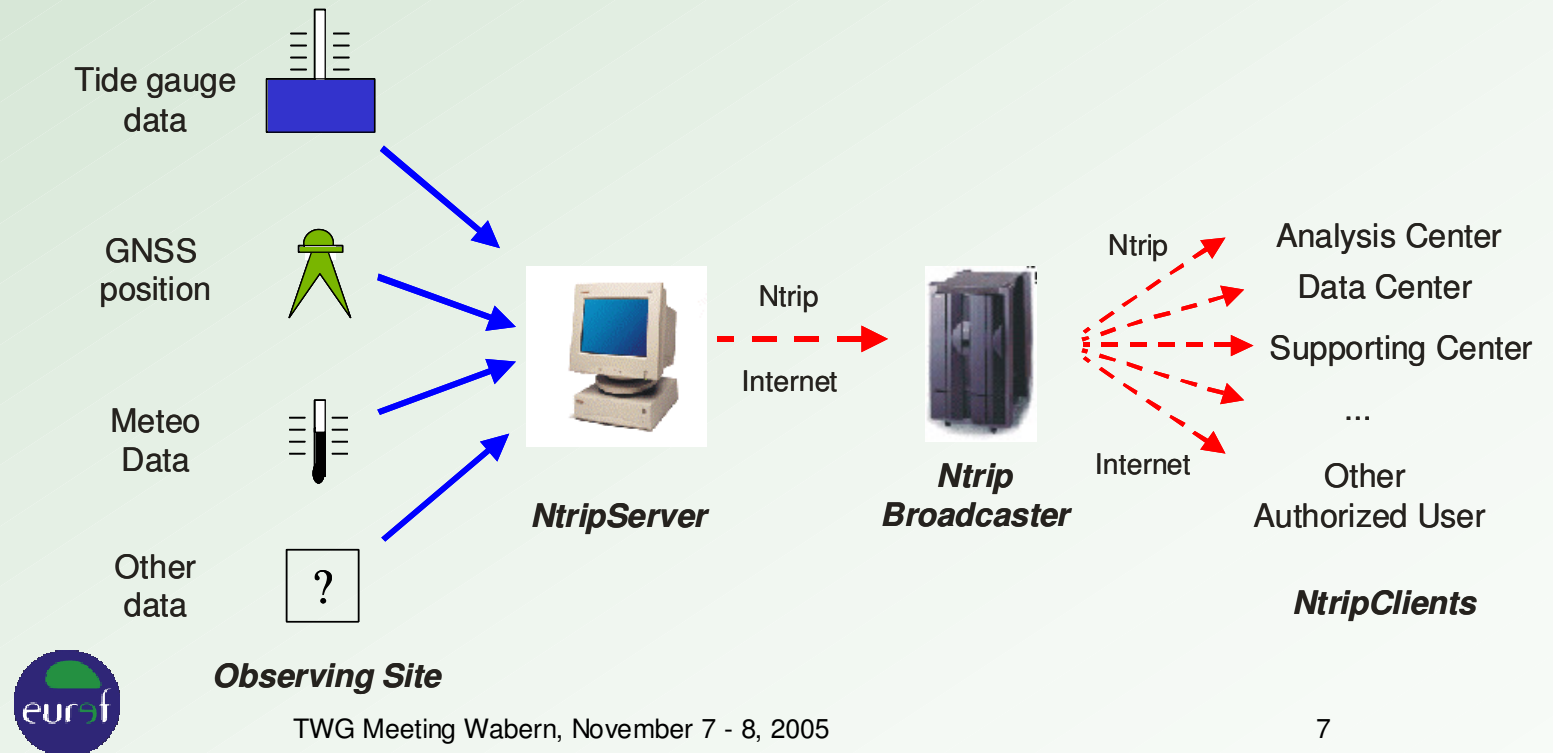 Tide gauge
data
GNSS
position
Meteo
Data
Other
data
?
Observing Site
NtripServer
Ntrip
Internet
Ntrip
Broadcaster
Ntrip
Internet
Analysis Center
Data Center
Supporting Center
...
Other
Authorized User
NtripClients
euref
TWG Meeting Wabern, November 7 - 8, 2005
7